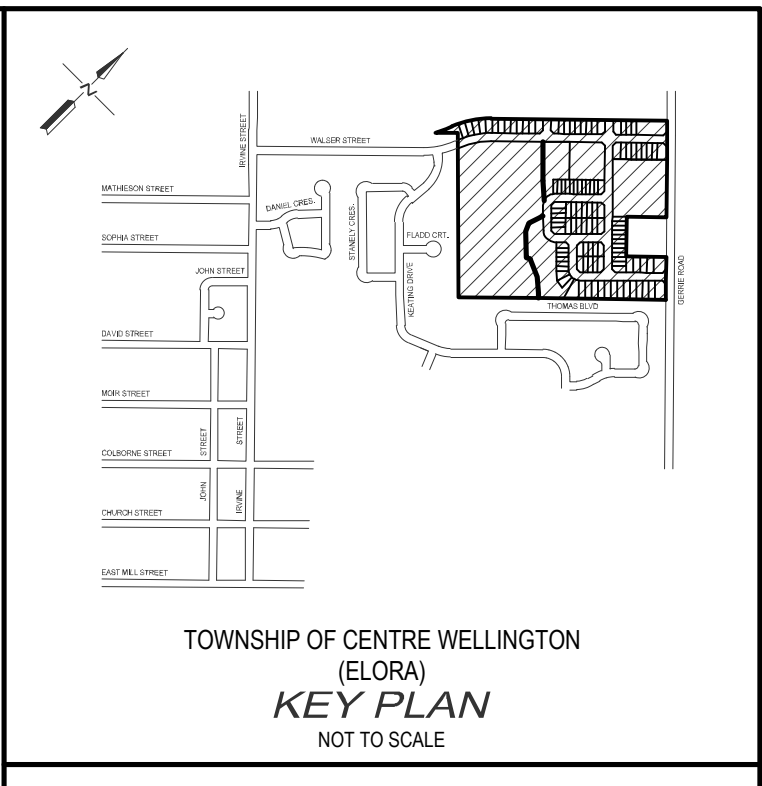 N
IRVINE STREET
WALSER STREET
MATHIESON STREET
DANIEL CRES.
STANELY CRES.
SOPHIA STREET
FLADD CRT.
JOHN STREET
KEATING DRIVE
GERRIE ROAD
THOMAS BLVD
DAVID STREET
MOIR STREET
JOHN STREET
IRVINE STREET
COLBORNE STREET
CHURCH STREET
EAST MILL STREET
TOWNSHIP OF CENTRE WELLINGTON
(ELORA)
KEY PLAN
NOT TO SCALE